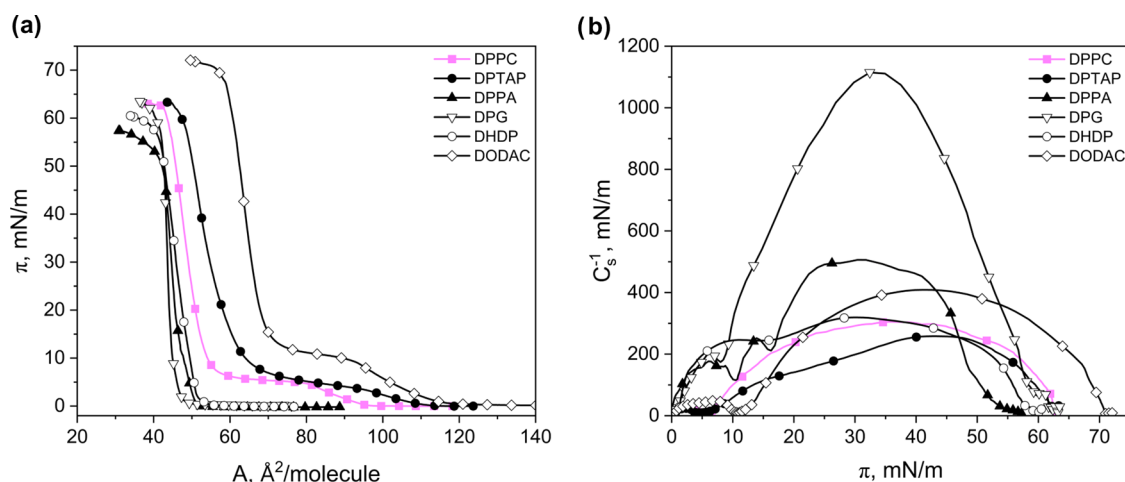 (a)
70
60
50
40
30
20
10
0
π, mN/m
20 40 60 80 100 120 140
A, Å²/molecule
DPPC
DPTAP
DPPA
DPG
DHDP
DODAC
(b)
1200
1000
800
600
400
200
0
C_s⁻¹, mN/m
0 10 20 30 40 50 60 70
π, mN/m
DPPC
DPTAP
DPPA
DPG
DHDP
DODAC